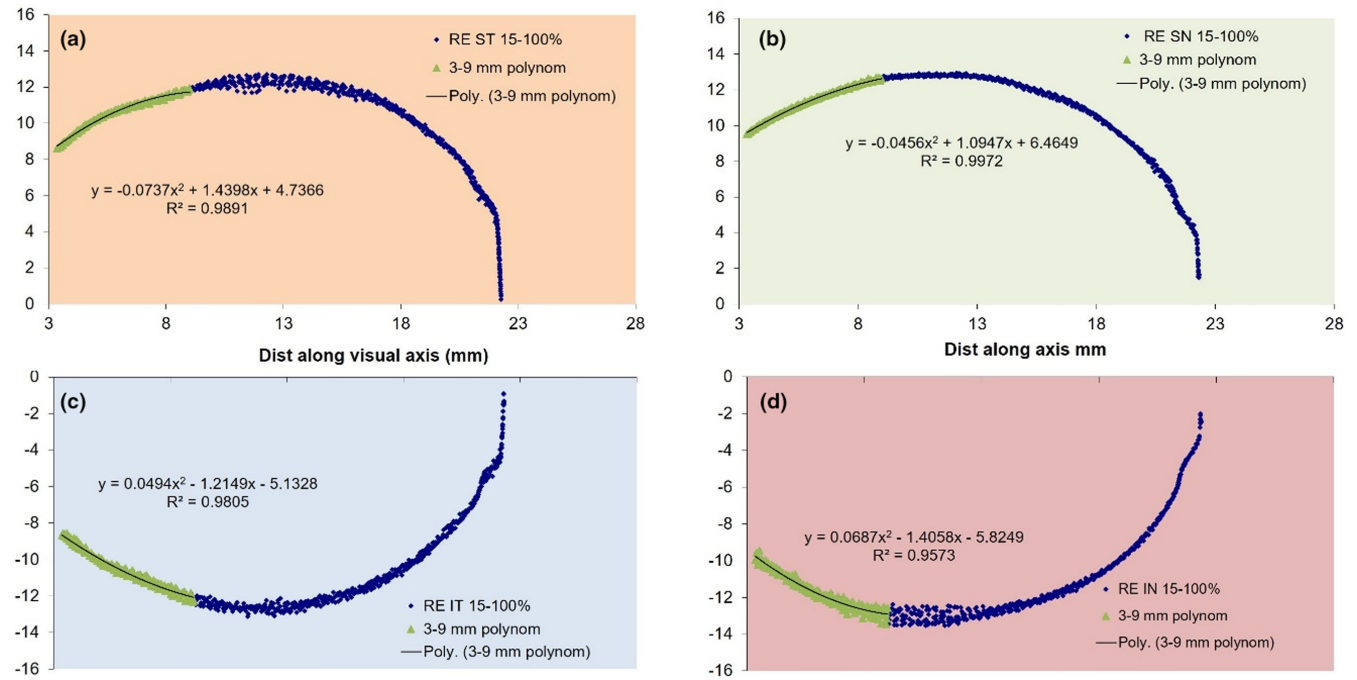 (a)
RE ST 15-100%
3-9 mm polynom
Poly. (3-9 mm polynom)
y = -0.0737x² + 1.4398x + 4.7366
R² = 0.9891
16
14
12
10
8
6
4
2
0
3 8 13 18 23 28
Dist along visual axis (mm)
(b)
RE SN 15-100%
3-9 mm polynom
Poly. (3-9 mm polynom)
y = -0.0456x² + 1.0947x + 6.4649
R² = 0.9972
16
14
12
10
8
6
4
2
0
3 8 13 18 23 28
Dist along axis mm
(c)
0
-2
-4
-6
-8
-10
-12
-14
-16
y = 0.0494x² - 1.2149x - 5.1328
R² = 0.9805
RE IT 15-100%
3-9 mm polynom
Poly. (3-9 mm polynom)
(d)
0
-2
-4
-6
-8
-10
-12
-14
-16
y = 0.0687x² - 1.4058x - 5.8249
R² = 0.9573
RE IN 15-100%
3-9 mm polynom
Poly. (3-9 mm polynom)